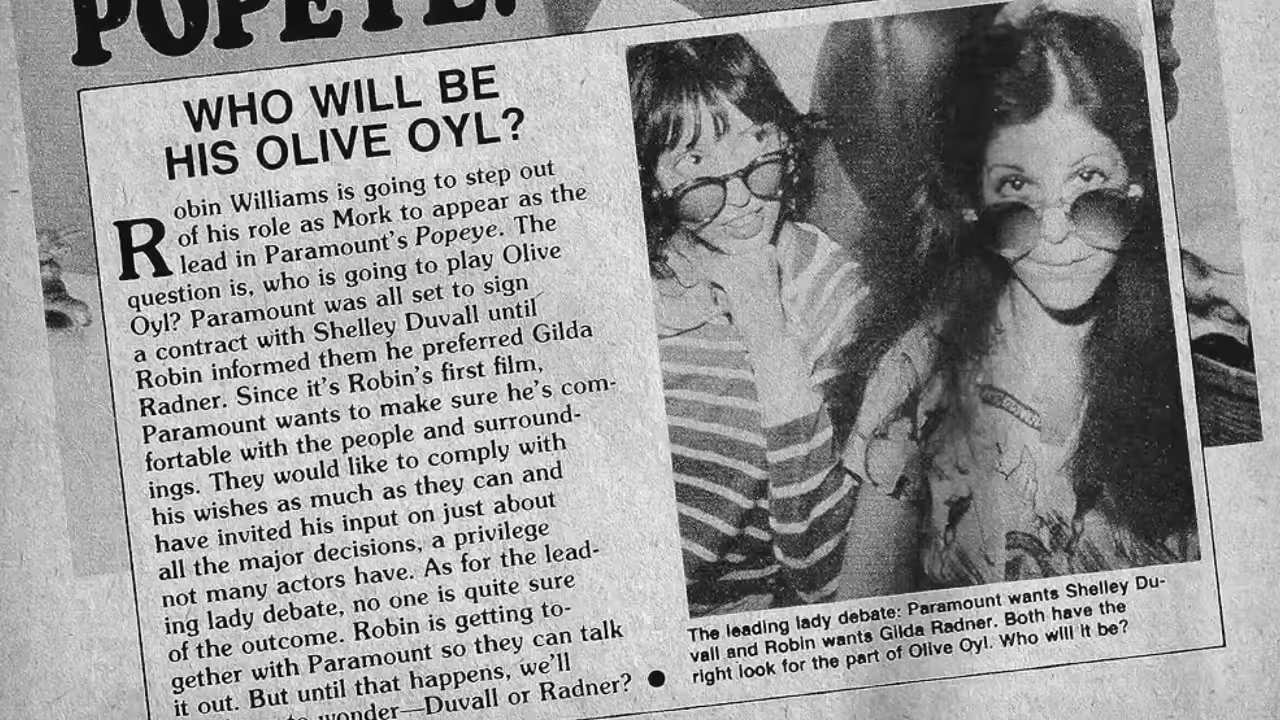 POPEYE!
WHO WILL BE
HIS OLIVE OYL?
Robin Williams is going to step out
of his role as Mork to appear as the
lead in Paramount's Popeye. The
question is, who is going to play Olive
Oyl? Paramount was all set to sign
a contract with Shelley Duvall until
Robin informed them he preferred Gilda
Radner. Since it's Robin's first film,
Paramount wants to make sure he's com-
fortable with the people and surround-
ings. They would like to comply with
his wishes as much as they can and
have invited his input on just about
all the major decisions, a privilege
not many actors have. As for the lead-
ing lady debate, no one is quite sure
of the outcome. Robin is getting to-
gether with Paramount so they can talk
it out. But until that happens, we'll
to wonder—Duvall or Radner? ●
The leading lady debate: Paramount wants Shelley Du-
vall and Robin wants Gilda Radner. Both have the
right look for the part of Olive Oyl. Who will it be?